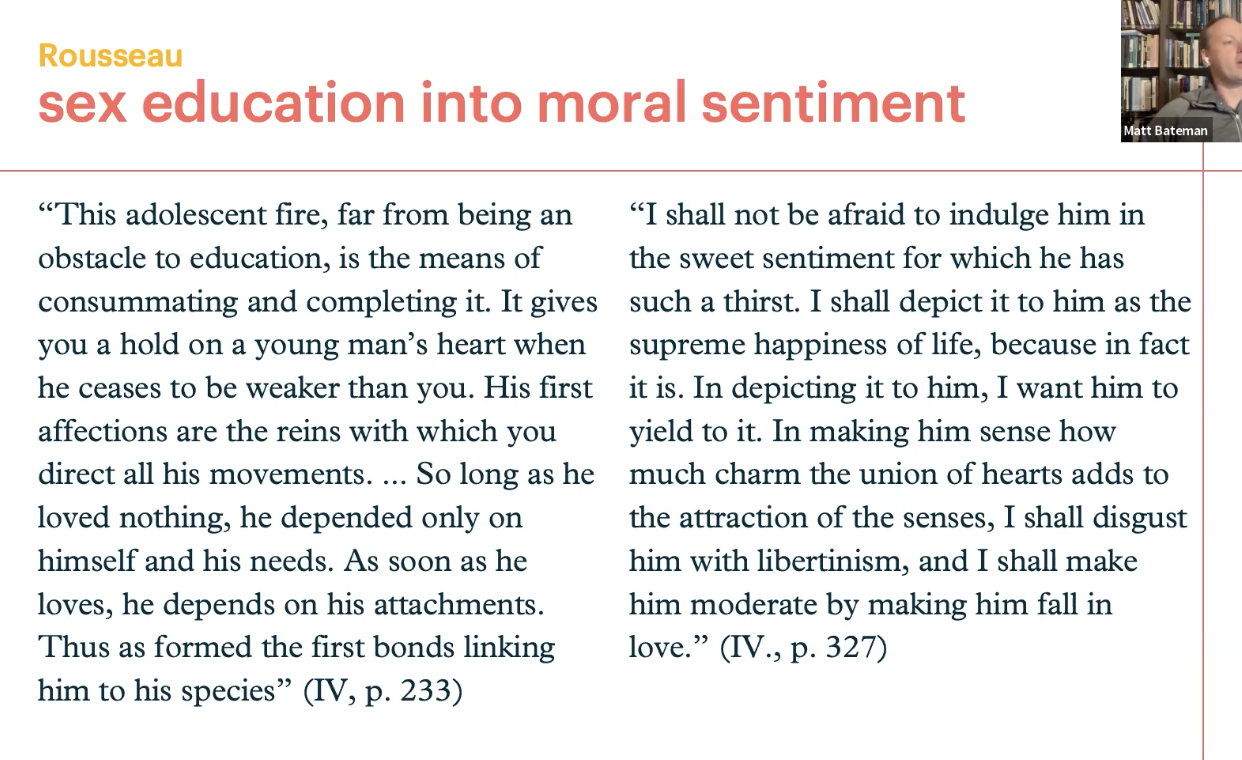 Rousseau
sex education into moral sentiment
Matt Bateman
“This adolescent fire, far from being an
obstacle to education, is the means of
consummating and completing it. It gives
you a hold on a young man’s heart when
he ceases to be weaker than you. His first
affections are the reins with which you
direct all his movements. ... So long as he
loved nothing, he depended only on
himself and his needs. As soon as he
loves, he depends on his attachments.
Thus as formed the first bonds linking
him to his species” (IV, p. 233)
“I shall not be afraid to indulge him in
the sweet sentiment for which he has
such a thirst. I shall depict it to him as the
supreme happiness of life, because in fact
it is. In depicting it to him, I want him to
yield to it. In making him sense how
much charm the union of hearts adds to
the attraction of the senses, I shall disgust
him with libertinism, and I shall make
him moderate by making him fall in
love.” (IV., p. 327)